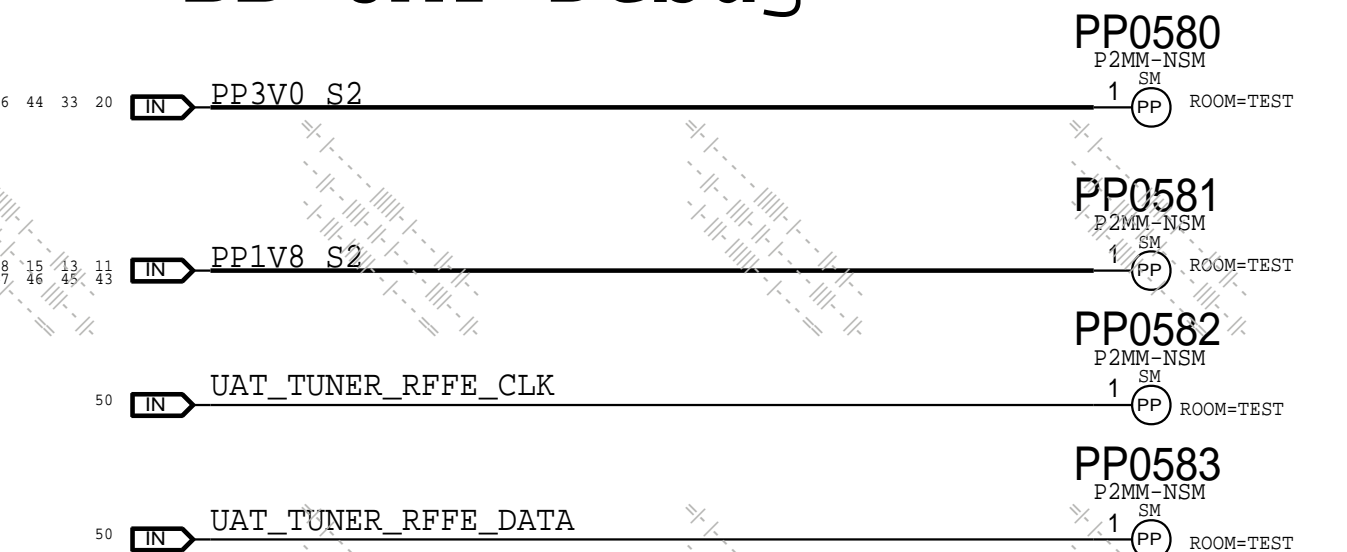 PP0580
P2MM-NSM
SM
6 44 33 20 IN PP3V0_S2 1 PP ROOM=TEST
PP0581
P2MM-NSM
SM
8 15 13 11 IN PP1V8_S2 1 PP ROOM=TEST
7 46 45 43
PP0582
P2MM-NSM
SM
50 IN UAT_TUNER_RFFE_CLK 1 PP ROOM=TEST
PP0583
P2MM-NSM
SM
50 IN UAT_TUNER_RFFE_DATA 1 PP ROOM=TEST